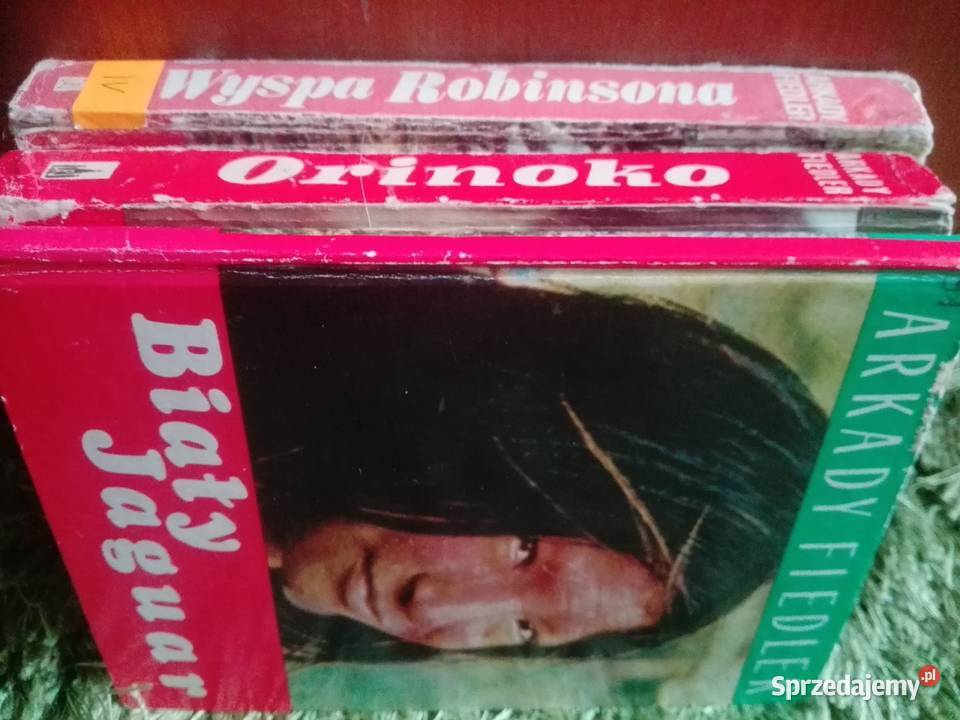 IV
Wyspa Robinsona
ARKADY
FIEDLER
Orinoko
ARKADY
FIEDLER
Biały
Jaguar
ARKADY FIEDLER
Sprzedajemy.pl